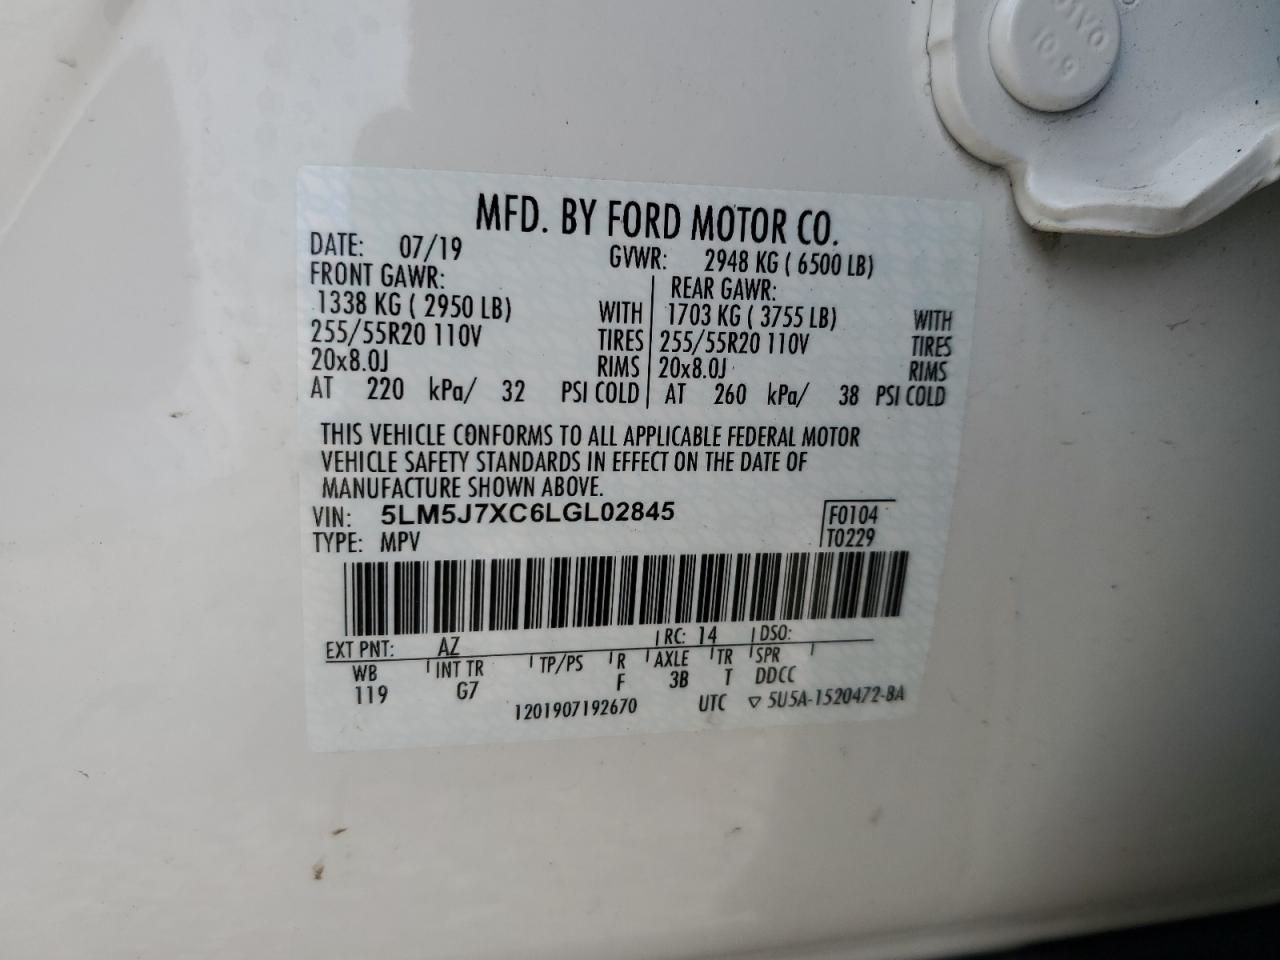 MFD. BY FORD MOTOR CO.
DATE: 07/19 GVWR: 2948 KG ( 6500 LB)
FRONT GAWR: REAR GAWR:
1338 KG ( 2950 LB) WITH 1703 KG ( 3755 LB) WITH
255/55R20 110V TIRES 255/55R20 110V TIRES
20x8.0J RIMS 20x8.0J RIMS
AT 220 kPa/ 32 PSI COLD AT 260 kPa/ 38 PSI COLD
THIS VEHICLE CONFORMS TO ALL APPLICABLE FEDERAL MOTOR
VEHICLE SAFETY STANDARDS IN EFFECT ON THE DATE OF
MANUFACTURE SHOWN ABOVE.
VIN: 5LM5J7XC6LGL02845 F0104
TYPE: MPV T0229
EXT PNT: AZ RC: 14 DSO:
WB INT TR TP/PS R AXLE TR SPR
119 G7 F 3B T DDCC
1201907192670 UTC ▽ 5U5A-1520472-BA
10.9